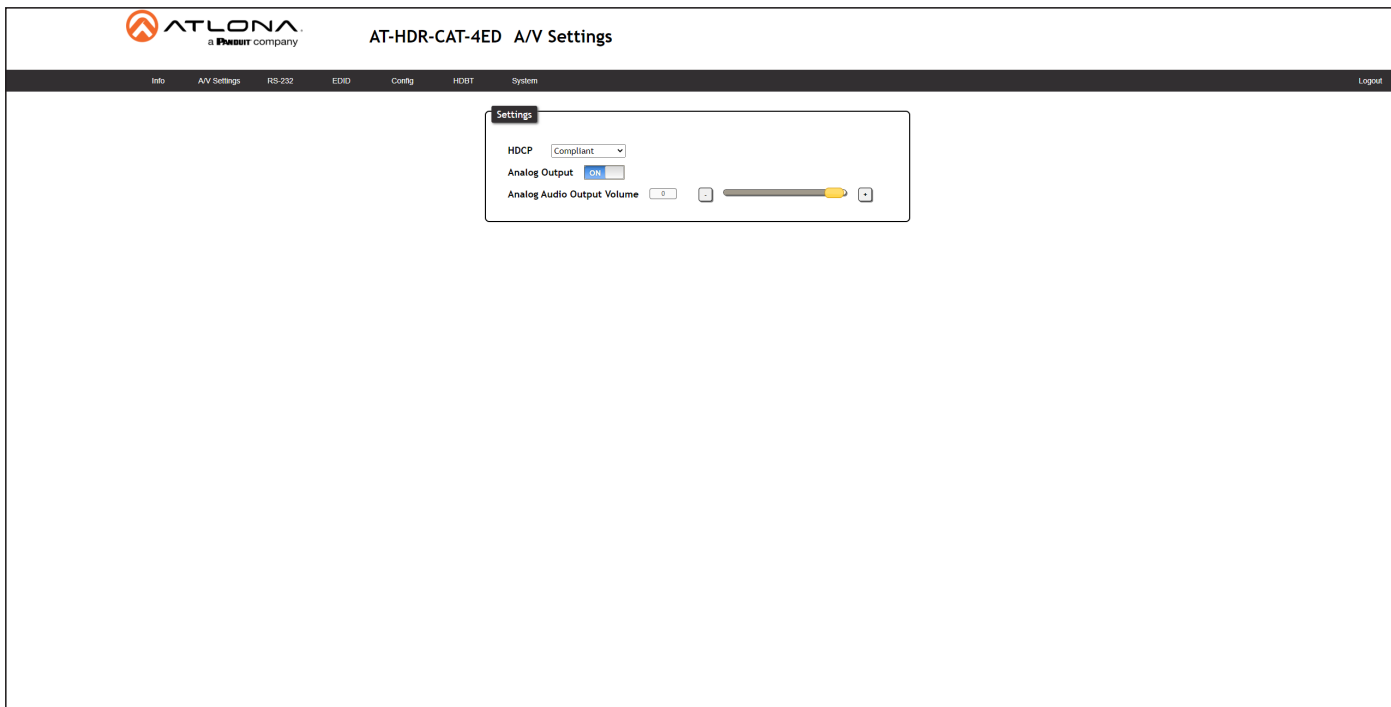 ATLONA
a PANDUIT company
AT-HDR-CAT-4ED A/V Settings
Info A/V Settings RS-232 EDID Config HDBT System Logout
Settings
HDCP Compliant
Analog Output ON
Analog Audio Output Volume 0 - +